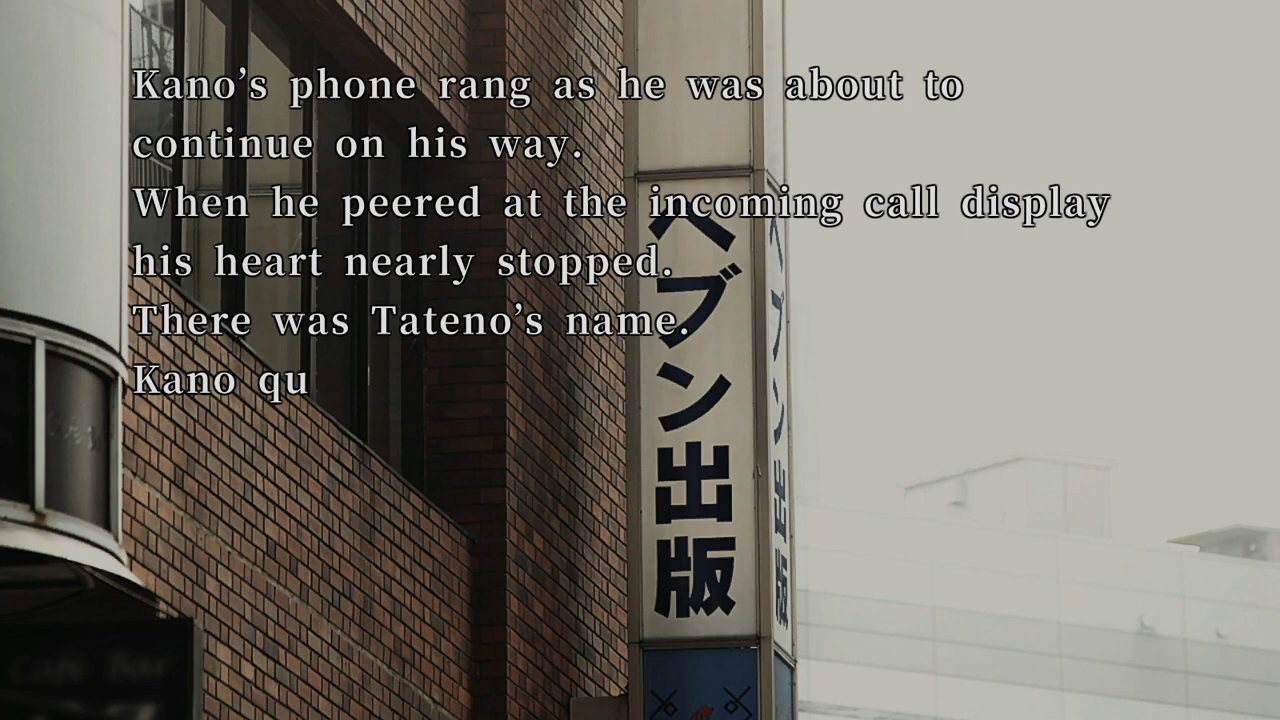 Kano’s phone rang as he was about to
continue on his way.
When he peered at the incoming call display
his heart nearly stopped.
There was Tateno’s name.
Kano qu
ヘブン出版
ヘブン出版
Cafe Bar